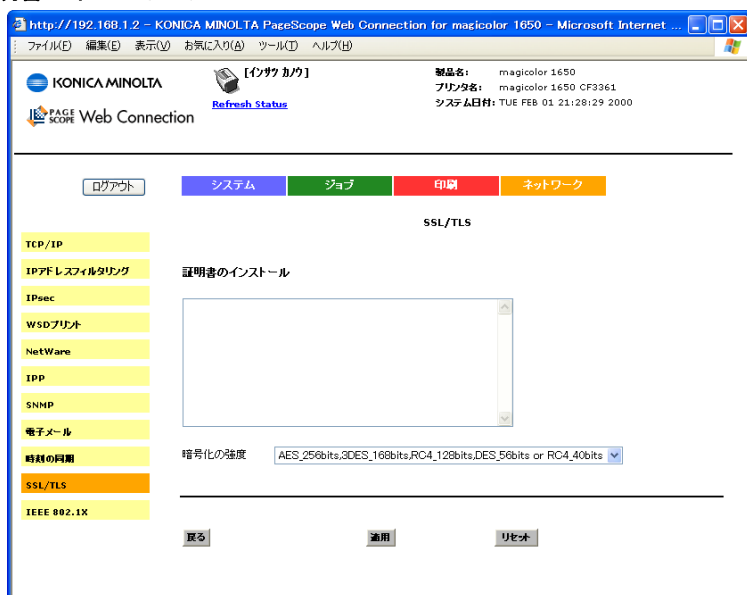 http://192.168.1.2 - KONICA MINOLTA PageScope Web Connection for magicolor 1650 - Microsoft Internet ...
ファイル(F) 編集(E) 表示(V) お気に入り(A) ツール(T) ヘルプ(H)
KONICA MINOLTA
PAGE SCOPE Web Connection
[インサツ カノウ]
Refresh Status
製品名: magicolor 1650
プリンタ名: magicolor 1650 CF3361
システム日付: TUE FEB 01 21:28:29 2000
ログアウト
システム ジョブ 印刷 ネットワーク
SSL/TLS
TCP/IP
IPアドレスフィルタリング
IPsec
WSDプリント
NetWare
IPP
SNMP
電子メール
時刻の同期
SSL/TLS
IEEE 802.1X
証明書のインストール
暗号化の強度 AES_256bits,3DES_168bits,RC4_128bits,DES_56bits or RC4_40bits
戻る 適用 リセット